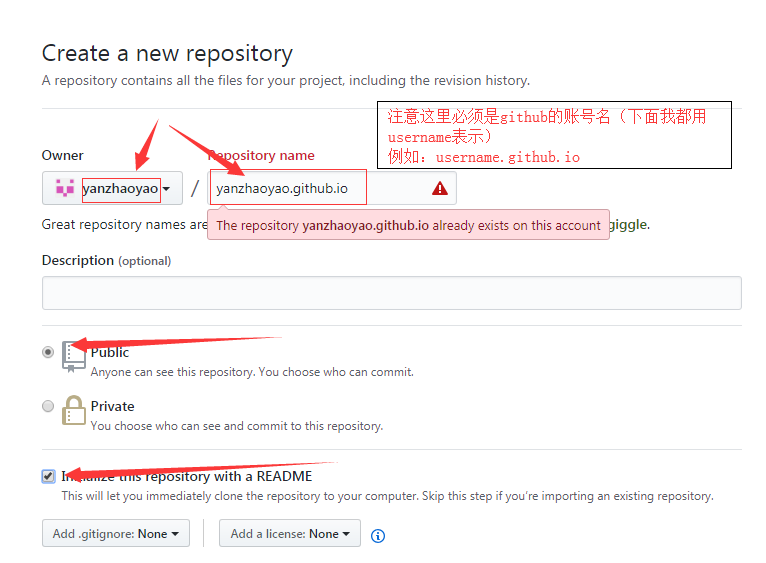 Create a new repository
A repository contains all the files for your project, including the revision history.
注意这里必须是github的账号名（下面我都用
username表示）
例如：username.github.io
Owner
Repository name
yanzhaoyao
/
yanzhaoyao.github.io
Great repository names are
giggle.
The repository yanzhaoyao.github.io already exists on this account
Description (optional)
Public
Anyone can see this repository. You choose who can commit.
Private
You choose who can see and commit to this repository.
Initialize this repository with a README
This will let you immediately clone the repository to your computer. Skip this step if you’re importing an existing repository.
Add .gitignore: None
Add a license: None